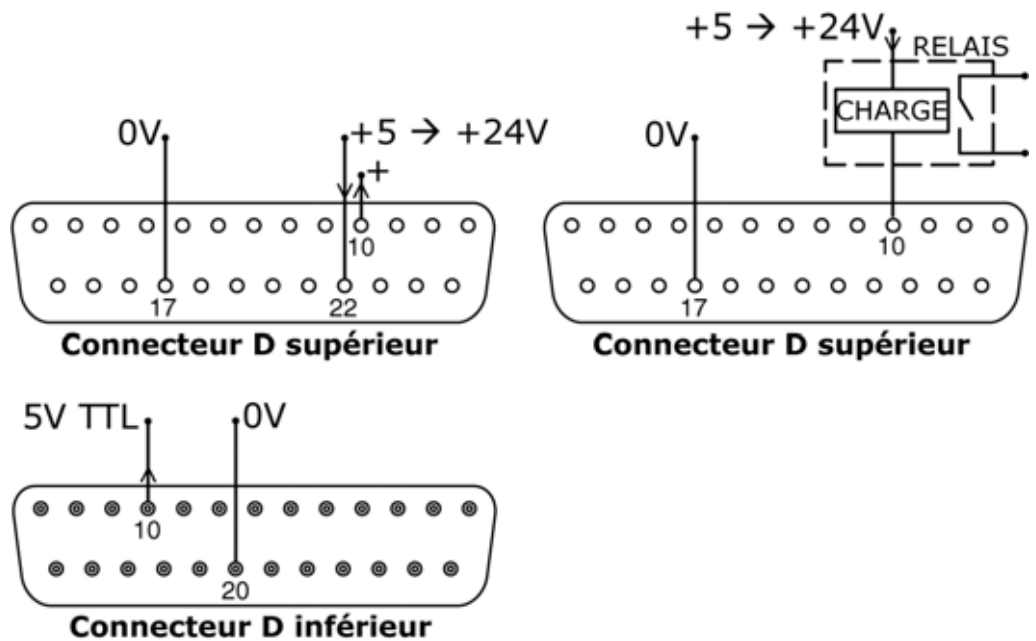 0V
+5 → +24V
+
10
17
22
Connecteur D supérieur
+5 → +24V
RELAIS
CHARGE
0V
10
17
Connecteur D supérieur
5V TTL
0V
10
20
Connecteur D inférieur